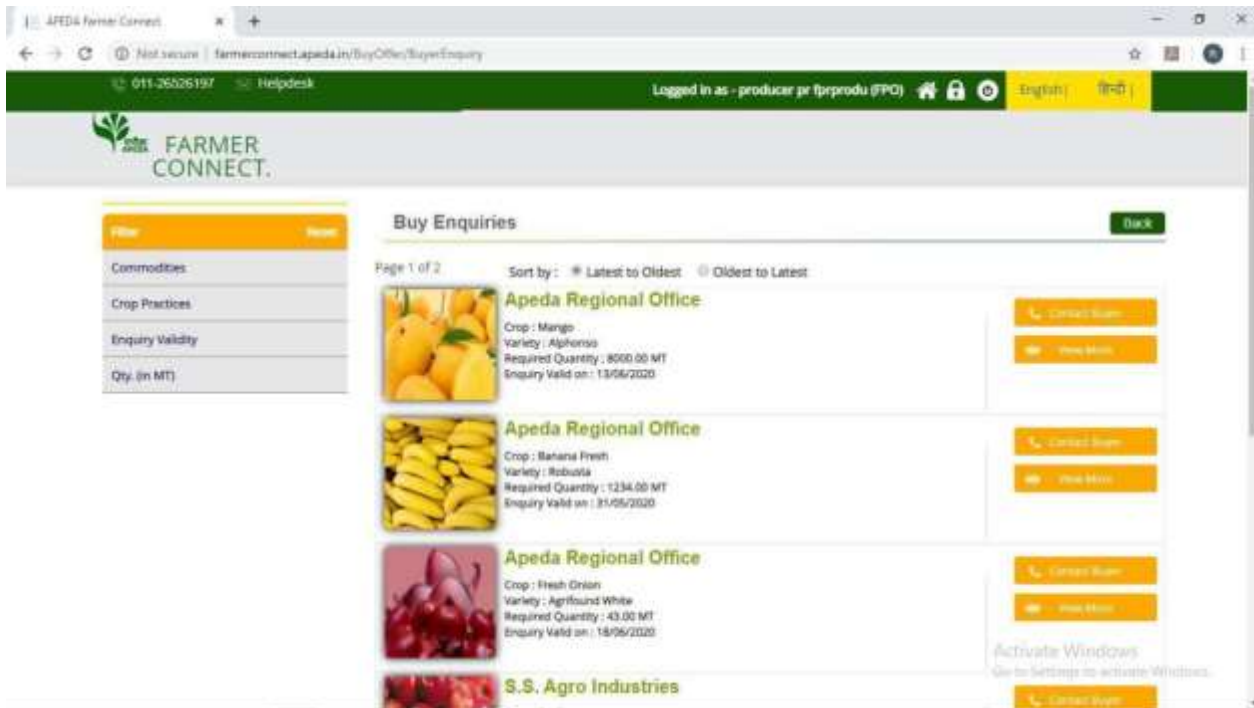 APEDA Farmer Connect
Not secure | farmerconnect.apeda.in/BuyOffer/BuyerEnquiry
011-26526197 Helpdesk
Logged in as - producer pr fprprodu (FPO)
English| हिन्दी |
FARMER
CONNECT.
Filter Reset
Commodities
Crop Practices
Enquiry Validity
Qty. (in MT)
Buy Enquiries
Back
Page 1 of 2
Sort by : Latest to Oldest Oldest to Latest
Apeda Regional Office
Crop : Mango
Variety : Alphonso
Required Quantity : 8000.00 MT
Enquiry Valid on : 13/06/2020
Contact Buyer
View More
Apeda Regional Office
Crop : Banana Fresh
Variety : Robusta
Required Quantity : 1234.00 MT
Enquiry Valid on : 31/05/2020
Contact Buyer
View More
Apeda Regional Office
Crop : Fresh Onion
Variety : Agrifound White
Required Quantity : 43.00 MT
Enquiry Valid on : 18/06/2020
Contact Buyer
View More
Activate Windows
Go to Settings to activate Windows.
S.S. Agro Industries
Contact Buyer